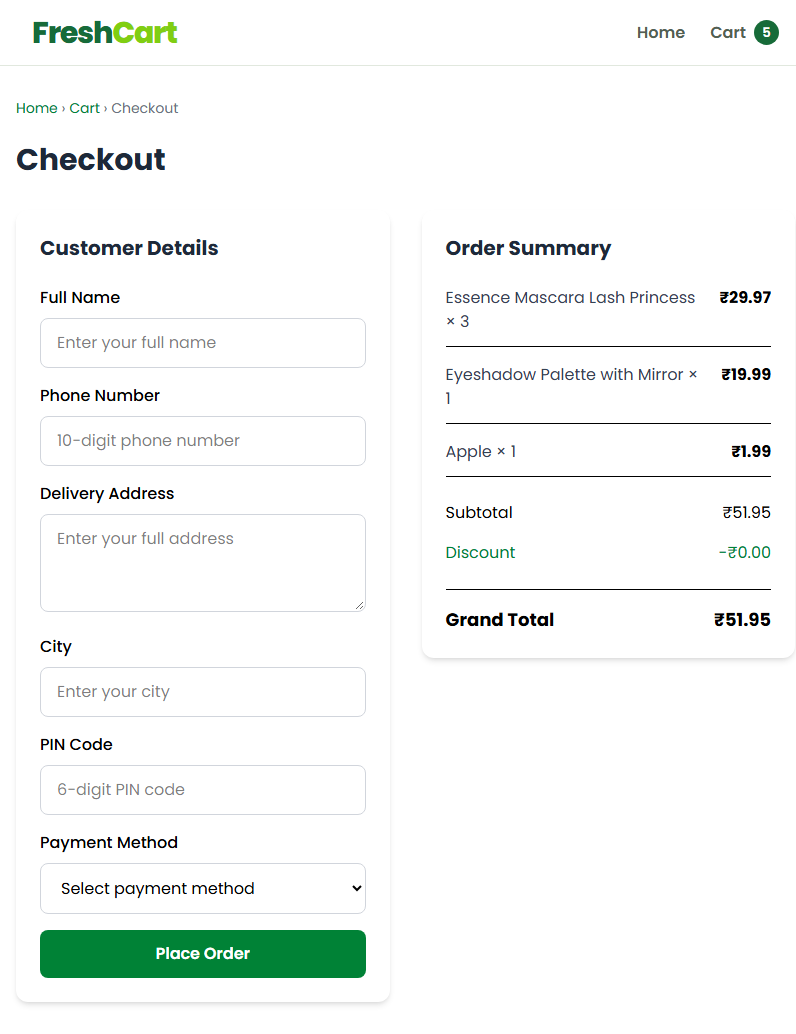 FreshCart
Home Cart 5
Home › Cart › Checkout
Checkout
Customer Details
Full Name
Enter your full name
Phone Number
10-digit phone number
Delivery Address
Enter your full address
City
Enter your city
PIN Code
6-digit PIN code
Payment Method
Select payment method
Place Order
Order Summary
Essence Mascara Lash Princess ₹29.97
× 3
Eyeshadow Palette with Mirror × ₹19.99
1
Apple × 1 ₹1.99
Subtotal ₹51.95
Discount -₹0.00
Grand Total ₹51.95